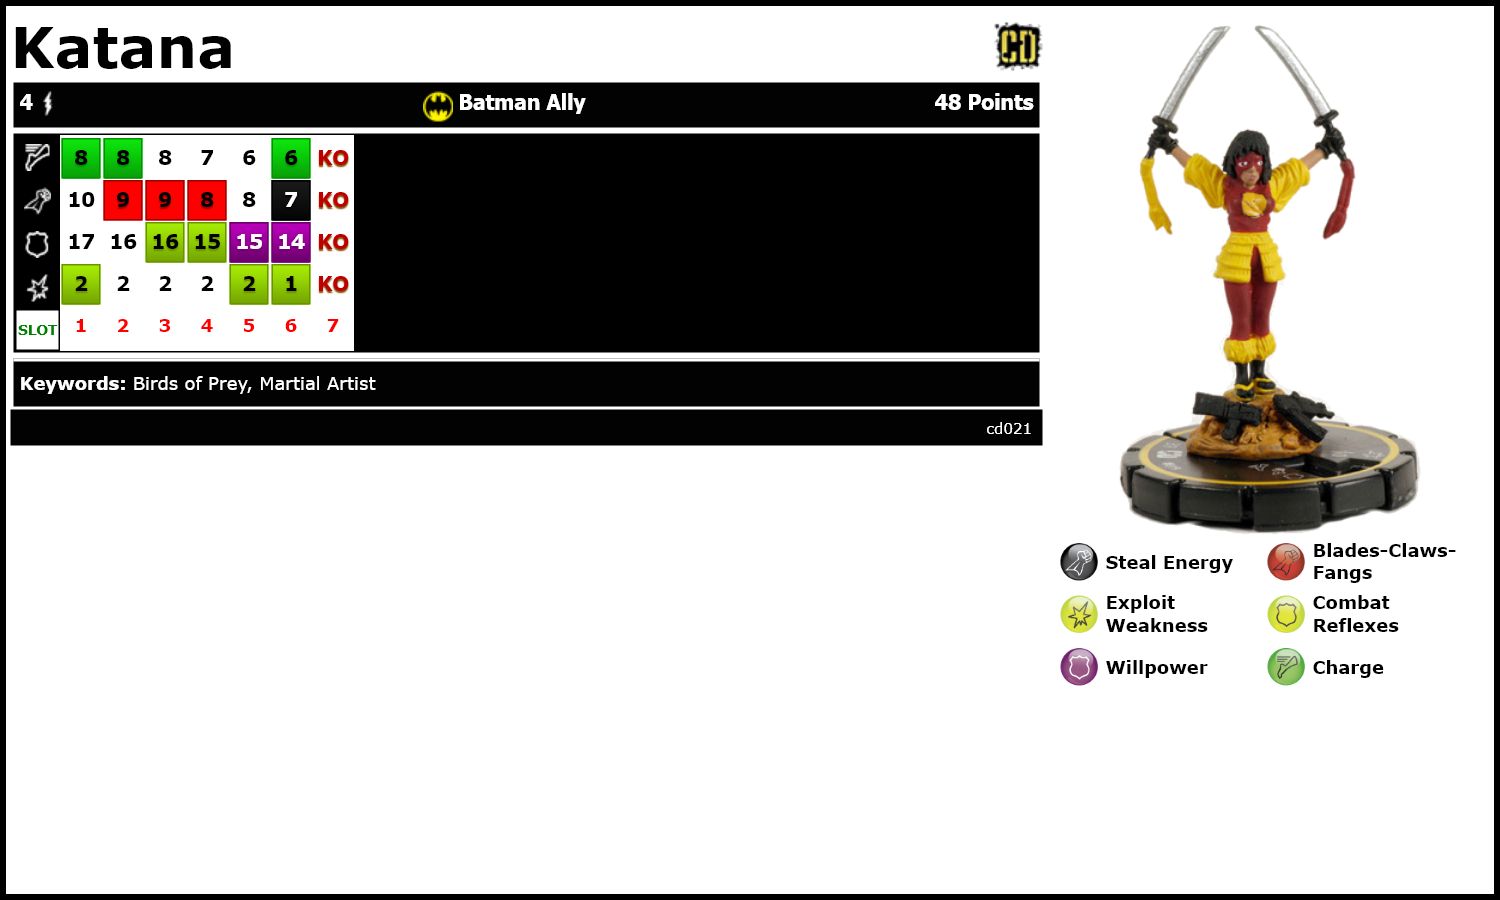 Katana
CD
4 Batman Ally 48 Points
8 8 8 7 6 6 KO
10 9 9 8 8 7 KO
17 16 16 15 15 14 KO
2 2 2 2 2 1 KO
SLOT 1 2 3 4 5 6 7
Keywords: Birds of Prey, Martial Artist
cd021
Steal Energy
Blades-Claws-
Fangs
Exploit
Weakness
Combat
Reflexes
Willpower
Charge